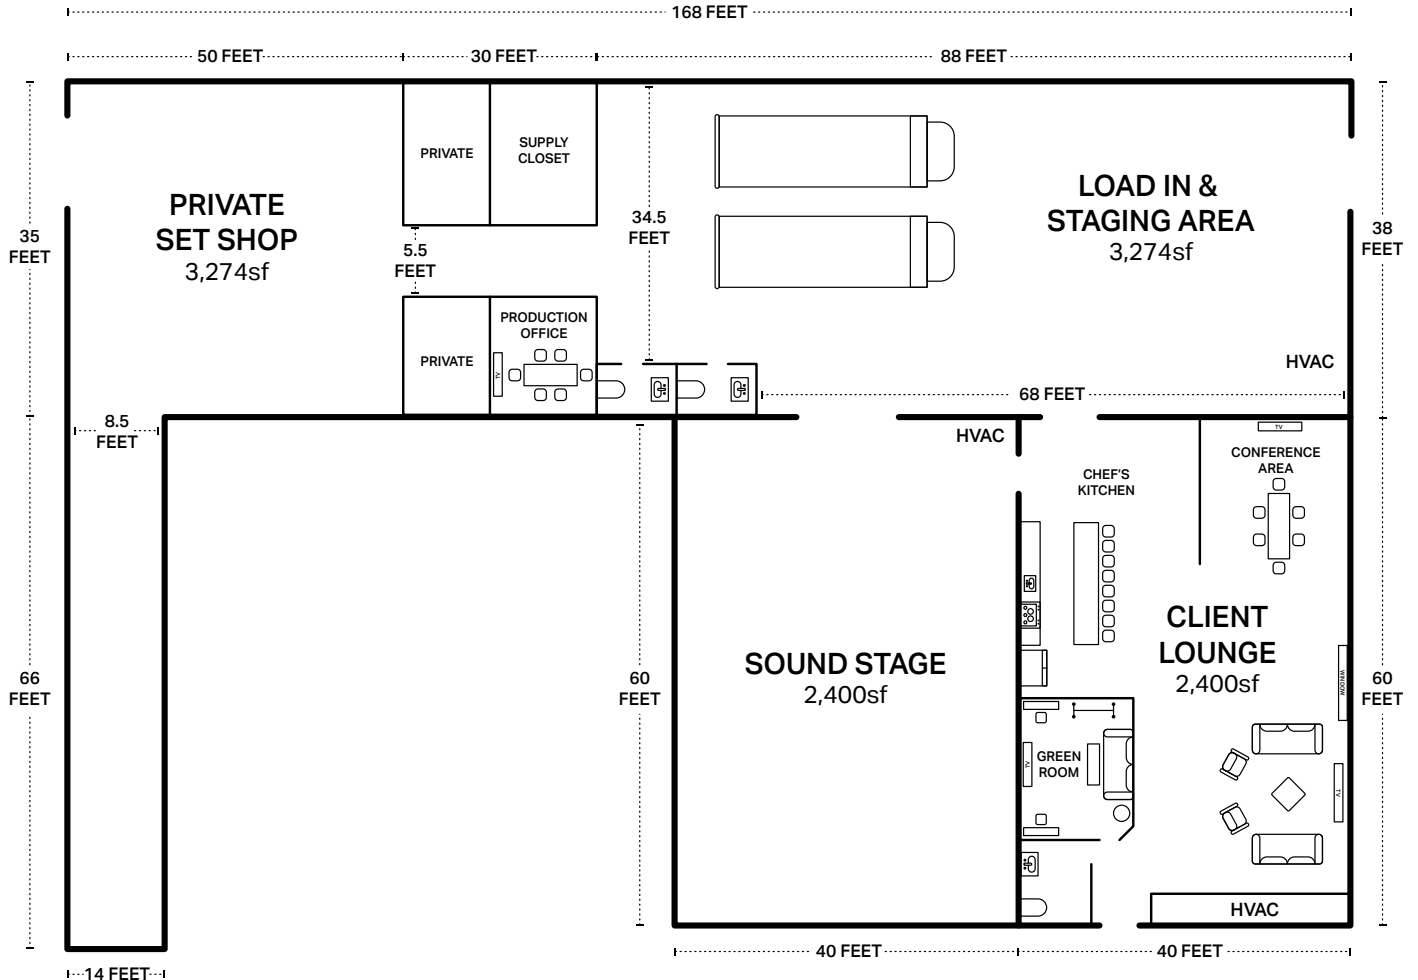 168 FEET
50 FEET
30 FEET
88 FEET
PRIVATE
SUPPLY
CLOSET
PRIVATE
SET SHOP
3,274sf
34.5
FEET
LOAD IN &
STAGING AREA
3,274sf
35
FEET
5.5
FEET
38
FEET
PRODUCTION
OFFICE
PRIVATE
TV
HVAC
68 FEET
8.5
FEET
HVAC
TV
CONFERENCE
AREA
CHEF'S
KITCHEN
CLIENT
LOUNGE
2,400sf
SOUND STAGE
2,400sf
66
FEET
60
FEET
WINDOW
60
FEET
GREEN
ROOM
TV
TV
HVAC
40 FEET
40 FEET
14 FEET